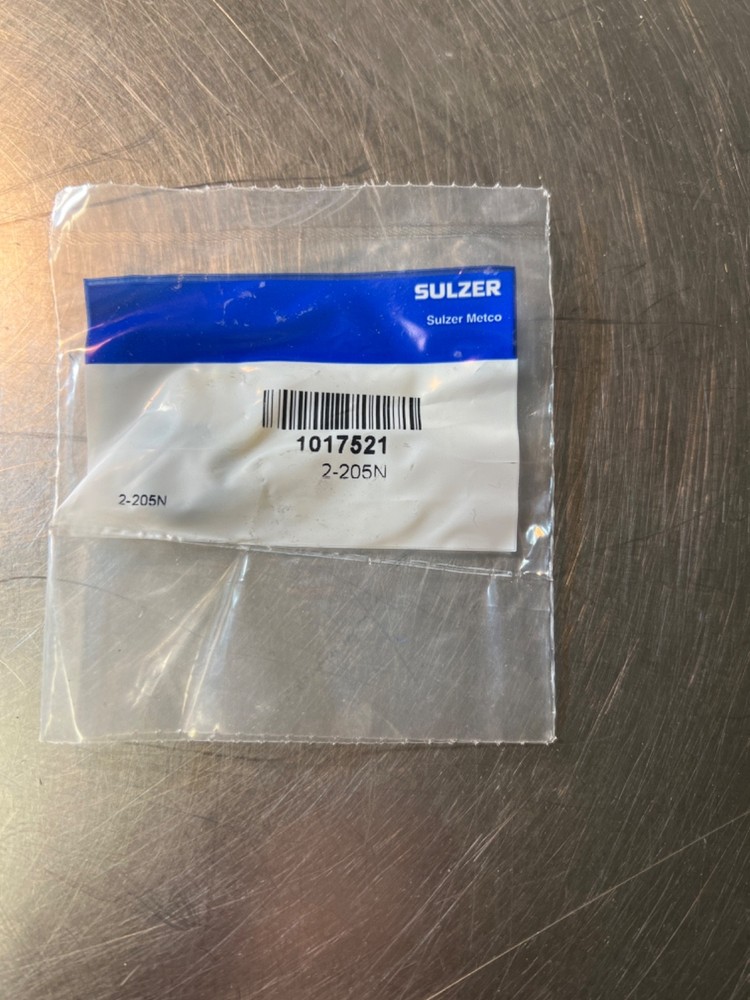 SULZER
Sulzer Metco
1017521
2-205N
2-205N